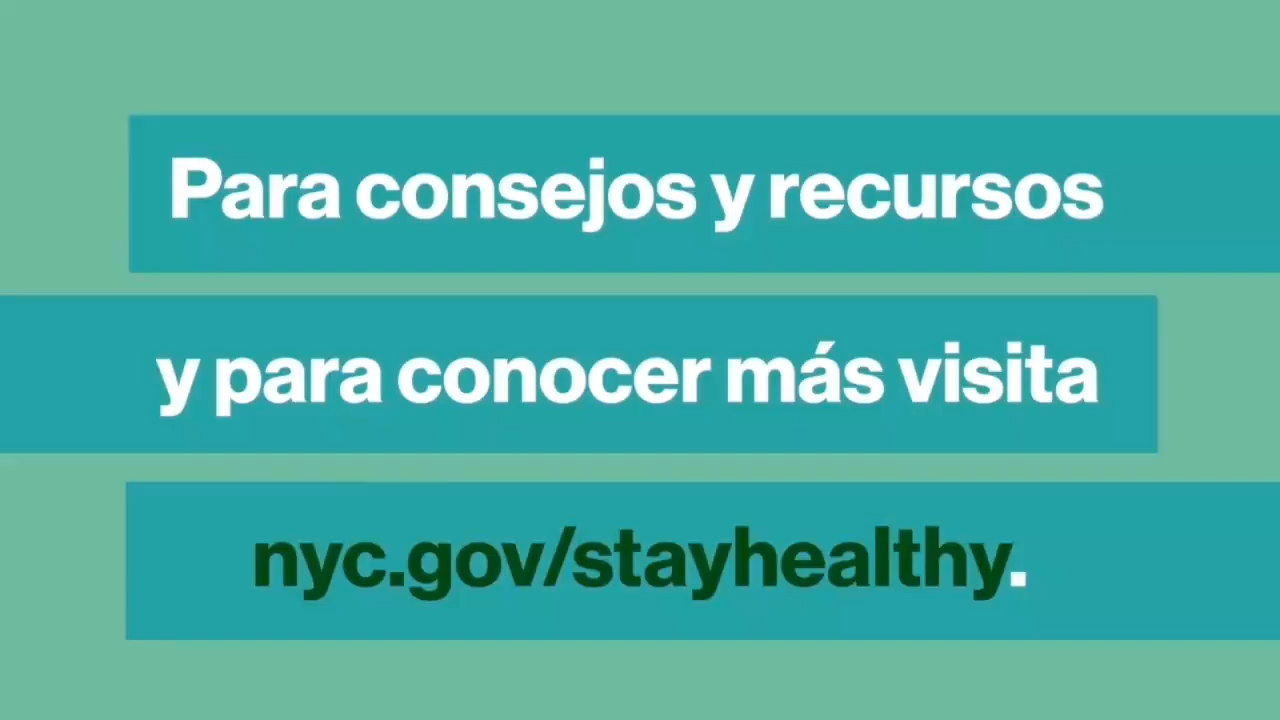 Para consejos y recursos
y para conocer más visita
nyc.gov/stayhealthy.